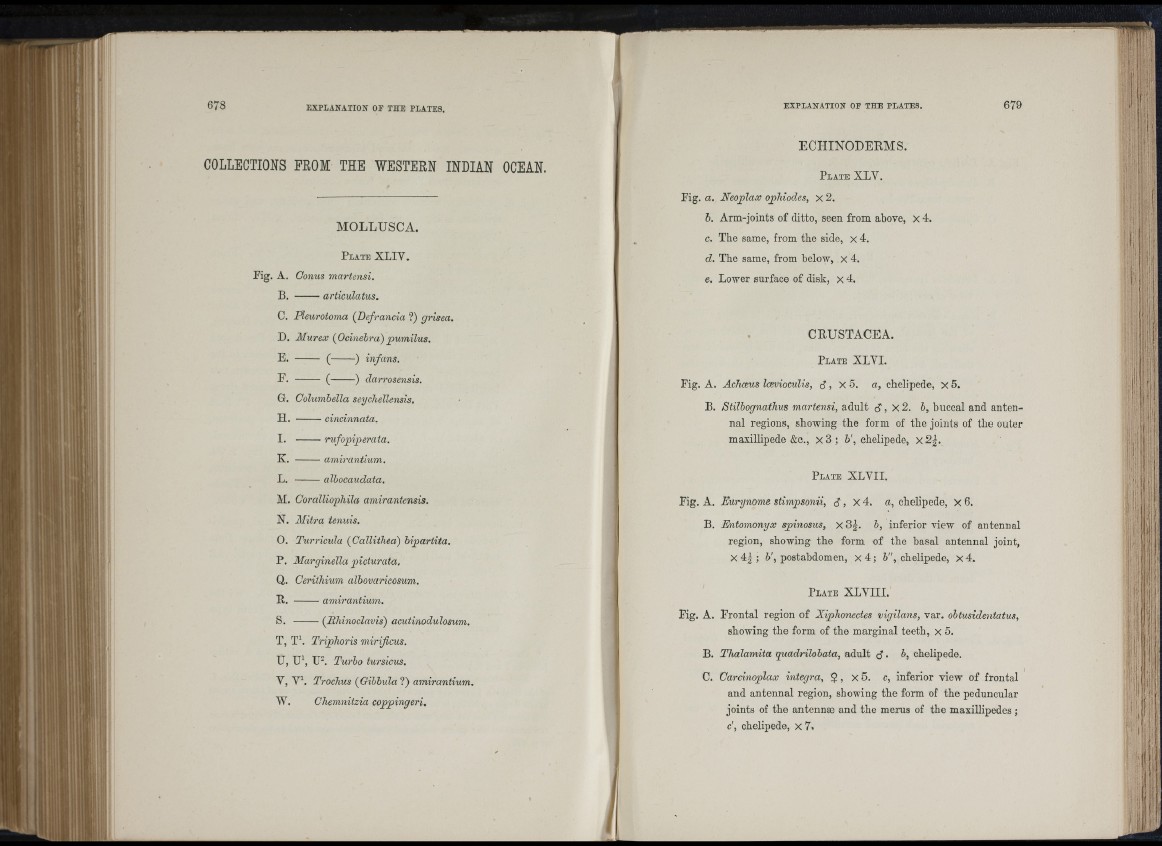 678 EXPLANATION OF THE PLATES.
COLLECTIONS FROM THE WESTERN INDIAN OCEAN.
MOLLUSCA.
PLATE XLIV.
Fig. A. Conus martensi.
B. —— articulatus.
C. Pleurotoma (Defrancia ?) grisea.
D. Murex (Ocinebra) pumilus.
E. —— (——) infans.
F. —— (——) darrosensis.
G. Columbella seychellensis.
H. —— cincinnata.
I. —— rufopiperata.
K. —— amirantium.
L. —— albocaudata.
M. Coralliophila amirantensis.
N. Mitra tenuis.
O. Turricula (Callithea) bipartita.
P. Marginella picturata.
Q. Cerithium albovaricosum.
R. —— amirantium.
S. —— (Rhinoclavis) acutinodulosum.
T, T¹. Triphoris mirificus.
U, U¹, U². Turbo tursicus.
V, V¹. Trochus (Gibbula ?) amirantium.
W. Chemnitzia coppingeri.
EXPLANATION OF THE PLATES. 679
ECHINODERMS.
PLATE XLV.
Fig. a. Neoplax ophiodes, × 2.
b. Arm-joints of ditto, seen from above, × 4.
c. The same, from the side, × 4.
d. The same, from below, × 4.
e. Lower surface of disk, × 4.
CRUSTACEA.
PLATE XLVI.
Fig. A. Achæus lævioculis, ♂, × 5. a, chelipede, × 5.
B. Stilbognathus martensi, adult ♂, × 2. b, buccal and anten-
nal regions, showing the form of the joints of the outer
maxillipede &c., × 3 ; b', chelipede, × 2½.
PLATE XLVII.
Fig. A. Eurynome stimpsonii, ♂, × 4. a, chelipede, × 6.
B. Entomonyx spinosus, × 3½. b, inferior view of antennal
region, showing the form of the basal antennal joint,
× 4½ ; b', postabdomen, × 4 ; b'', chelipede, × 4.
PLATE XLVIII.
Fig. A. Frontal region of Xiphonectes vigilans, var. obtusidentatus,
showing the form of the marginal teeth, × 5.
B. Thalamita quadrilobata, adult ♂. b, chelipede.
C. Carcinoplax integra, ♀, × 5. c, inferior view of frontal
and antennal region, showing the form of the peduncular
joints of the antennæ and the merus of the maxillipedes ;
c', chelipede, × 7.